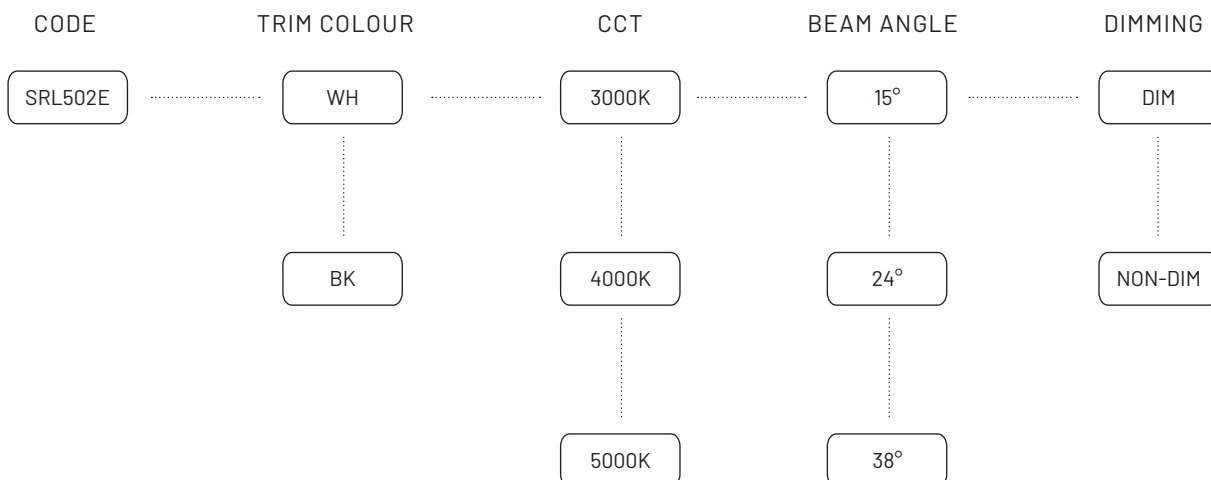 CODE TRIM COLOUR CCT BEAM ANGLE DIMMING
SRL502E WH 3000K 15° DIM
BK 4000K 24° NON-DIM
5000K 38°